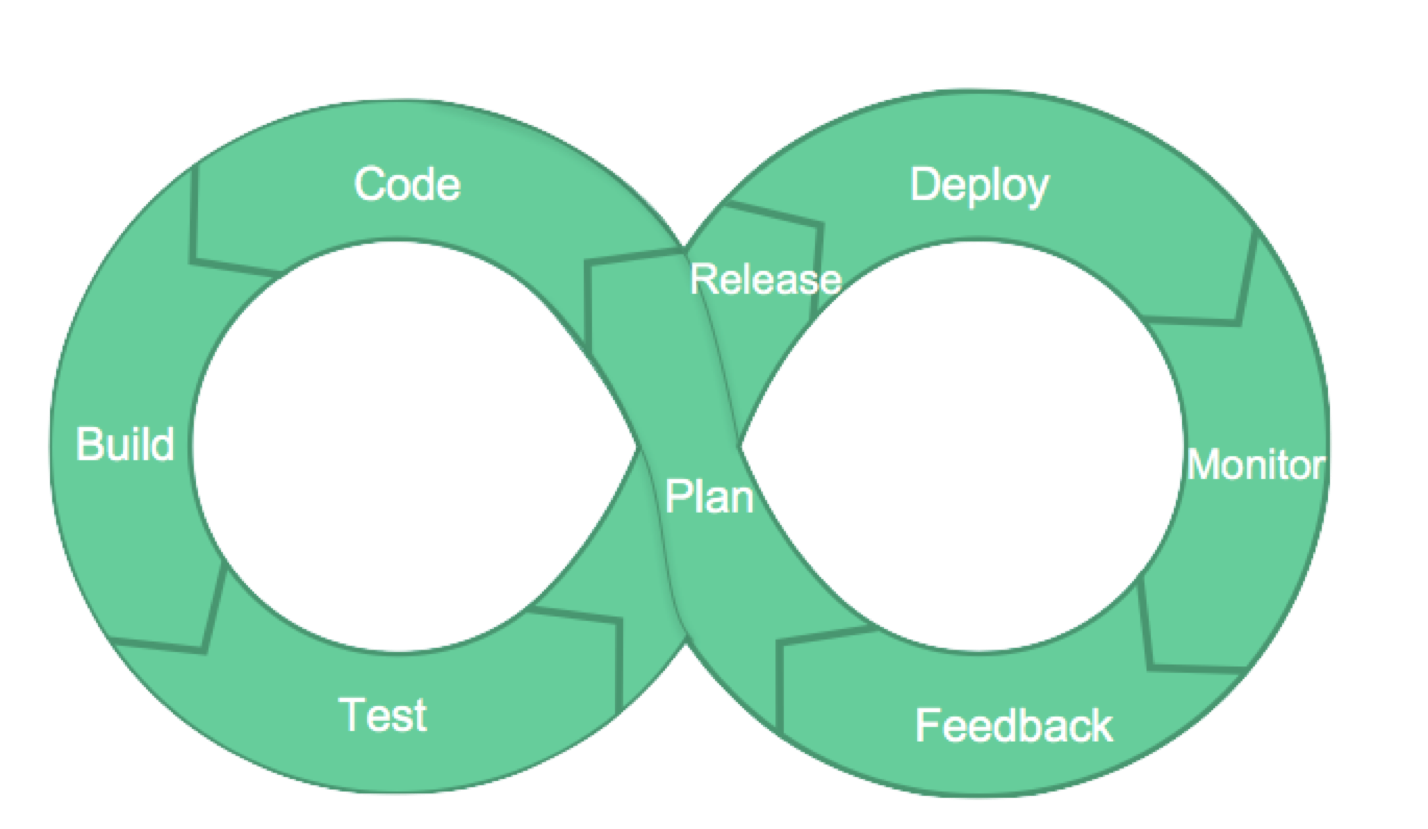 Code
Deploy
Release
Build
Monitor
Plan
Test
Feedback